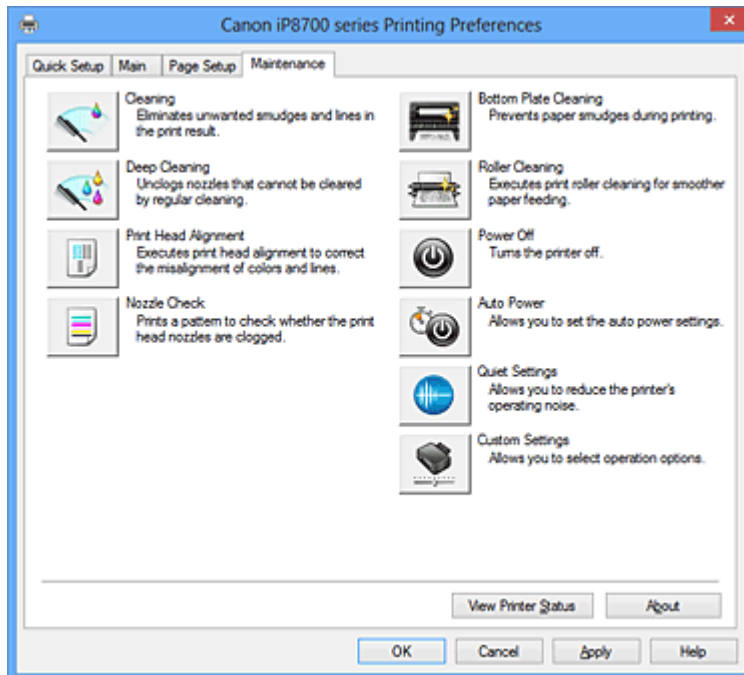 Canon iP8700 series Printing Preferences
Quick Setup Main Page Setup Maintenance
Cleaning
Eliminates unwanted smudges and lines in
the print result.
Deep Cleaning
Unclogs nozzles that cannot be cleared
by regular cleaning.
Print Head Alignment
Executes print head alignment to correct
the misalignment of colors and lines.
Nozzle Check
Prints a pattern to check whether the print
head nozzles are clogged.
Bottom Plate Cleaning
Prevents paper smudges during printing.
Roller Cleaning
Executes print roller cleaning for smoother
paper feeding.
Power Off
Turns the printer off.
Auto Power
Allows you to set the auto power settings.
Quiet Settings
Allows you to reduce the printer's
operating noise.
Custom Settings
Allows you to select operation options.
View Printer Status About
OK Cancel Apply Help